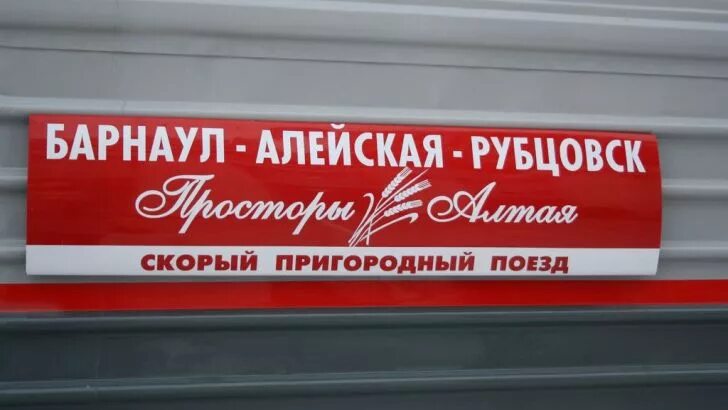 БАРНАУЛ - АЛЕЙСКАЯ - РУБЦОВСК
Просторы Алтая
СКОРЫЙ ПРИГОРОДНЫЙ ПОЕЗД